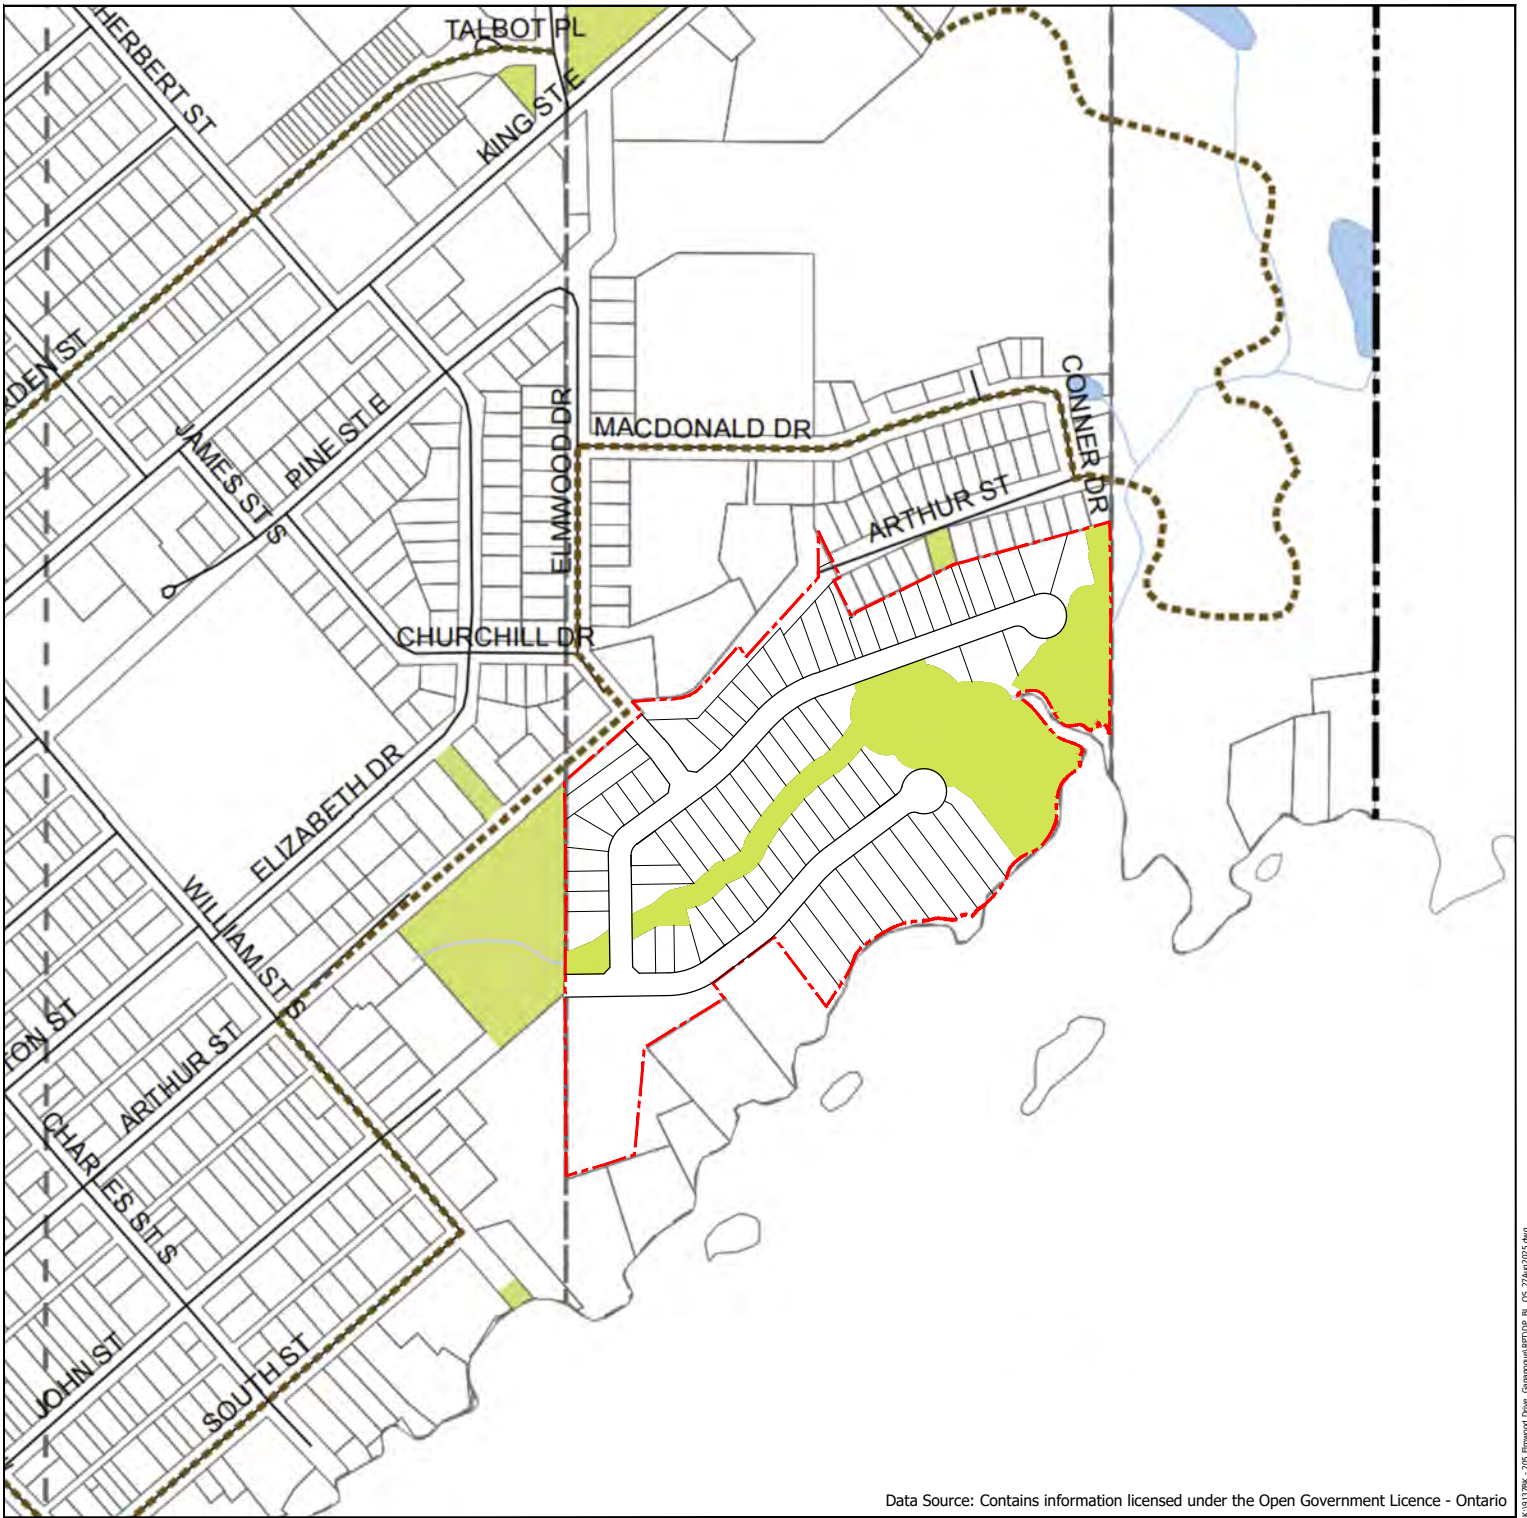 HERBERT ST
TALBOT PL
KING ST E
RDEN ST
JAMES ST S
PINE ST E
ELMWOOD DR
MACDONALD DR
CONNER DR
ARTHUR ST
CHURCHILL DR
ELIZABETH DR
WILLIAM ST S
TON ST
ARTHUR ST
CHARLES ST S
JOHN ST
SOUTH ST
Data Source: Contains information licensed under the Open Government Licence - Ontario